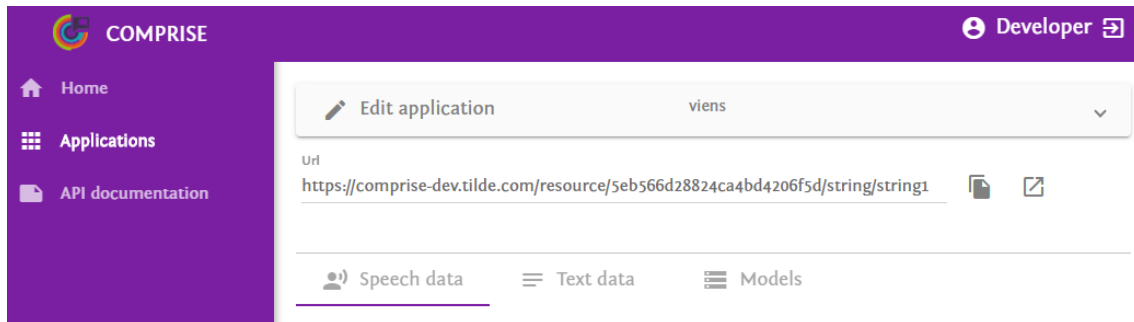 COMPRISE
Developer
Home
Applications
API documentation
Edit application viens
Url
https://comprise-dev.tilde.com/resource/5eb566d28824ca4bd4206f5d/string/string1
Speech data Text data Models